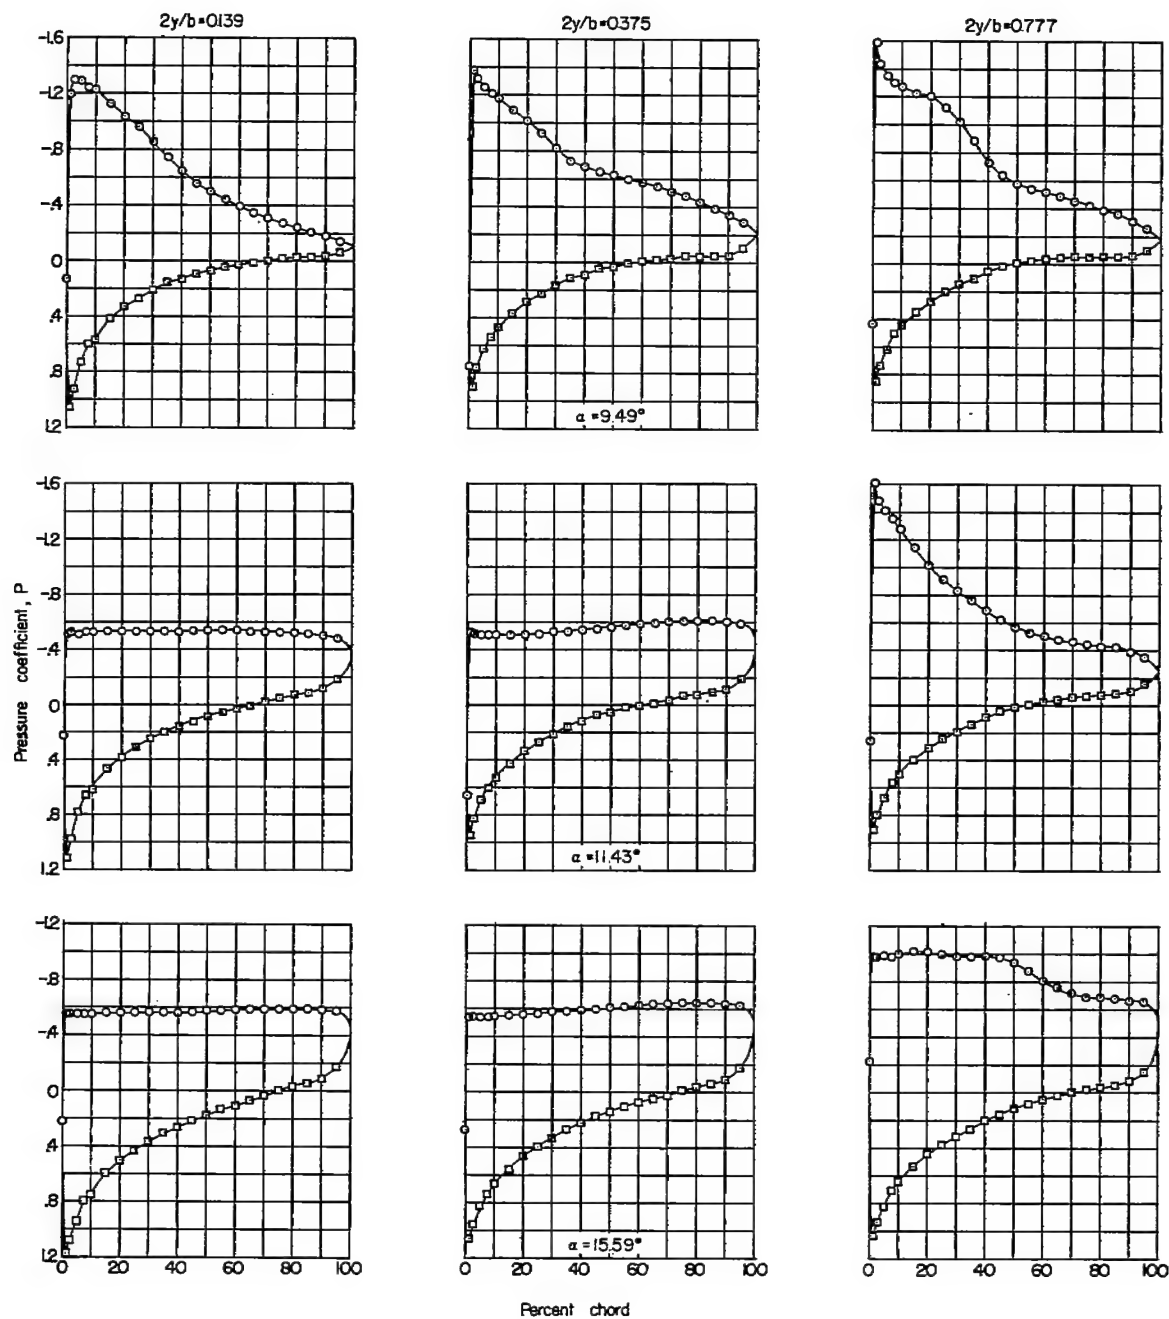 2y/b=0.139
2y/b=0.375
2y/b=0.777
-1.6
-1.2
-.8
-.4
0
.4
.8
1.2
α=9.49°
Pressure coefficient, P
-1.6
-1.2
-.8
-.4
0
.4
.8
1.2
α=11.43°
-1.2
-.8
-.4
0
.4
.8
1.2
α=15.59°
0 20 40 60 80 100
0 20 40 60 80 100
0 20 40 60 80 100
Percent chord